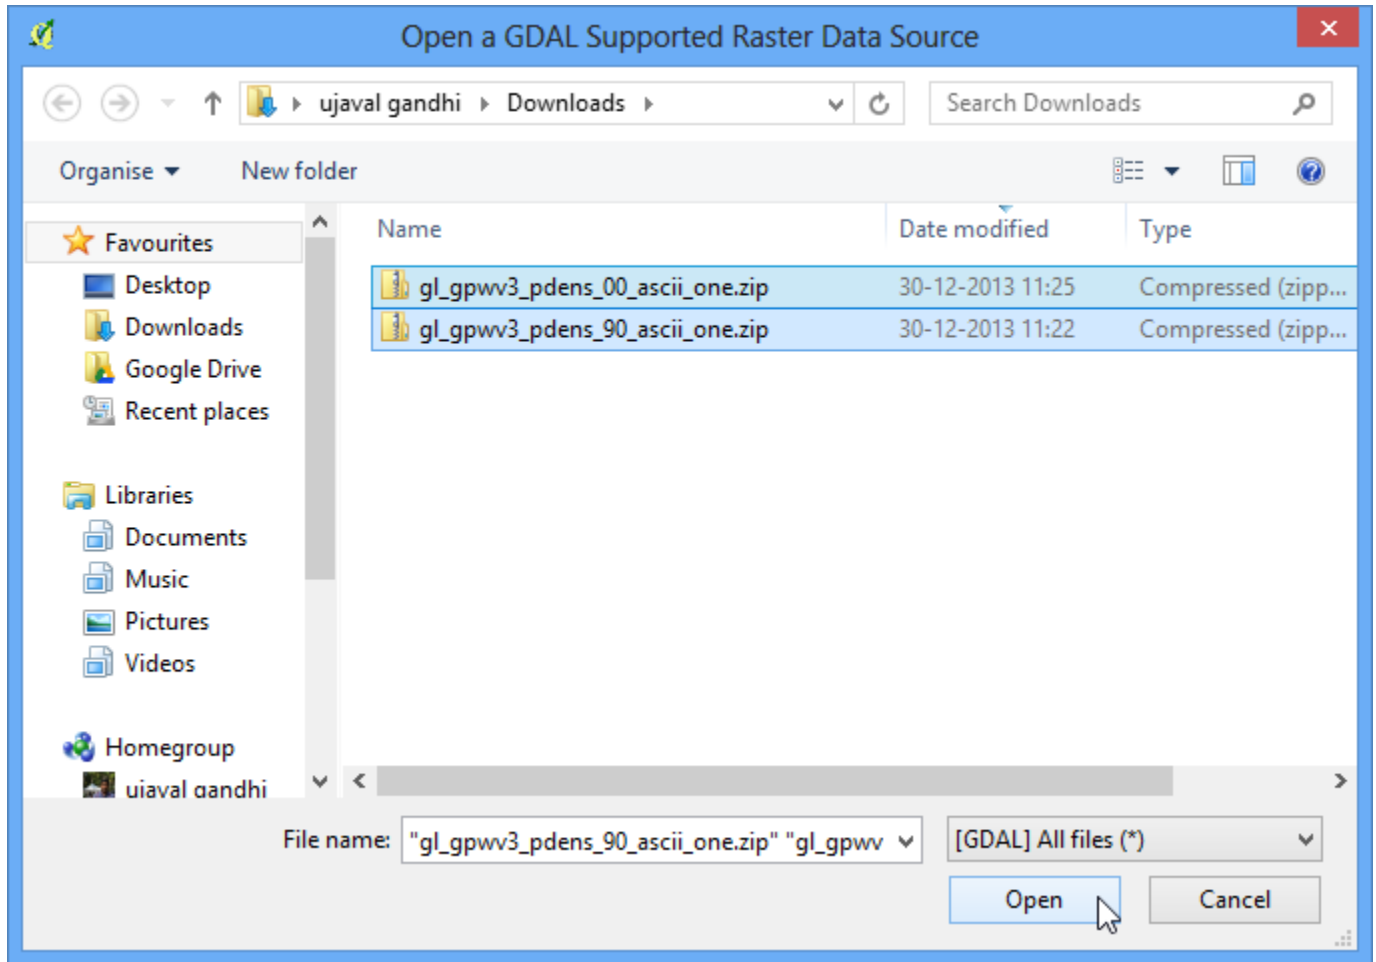 Open a GDAL Supported Raster Data Source
ujaval gandhi Downloads
Search Downloads
Organise New folder
Name Date modified Type
gl_gpwv3_pdens_00_ascii_one.zip 30-12-2013 11:25 Compressed (zipp...
gl_gpwv3_pdens_90_ascii_one.zip 30-12-2013 11:22 Compressed (zipp...
Favourites
Desktop
Downloads
Google Drive
Recent places
Libraries
Documents
Music
Pictures
Videos
Homegroup
ujaval gandhi
File name: "gl_gpwv3_pdens_90_ascii_one.zip" "gl_gpwv [GDAL] All files (*)
Open Cancel